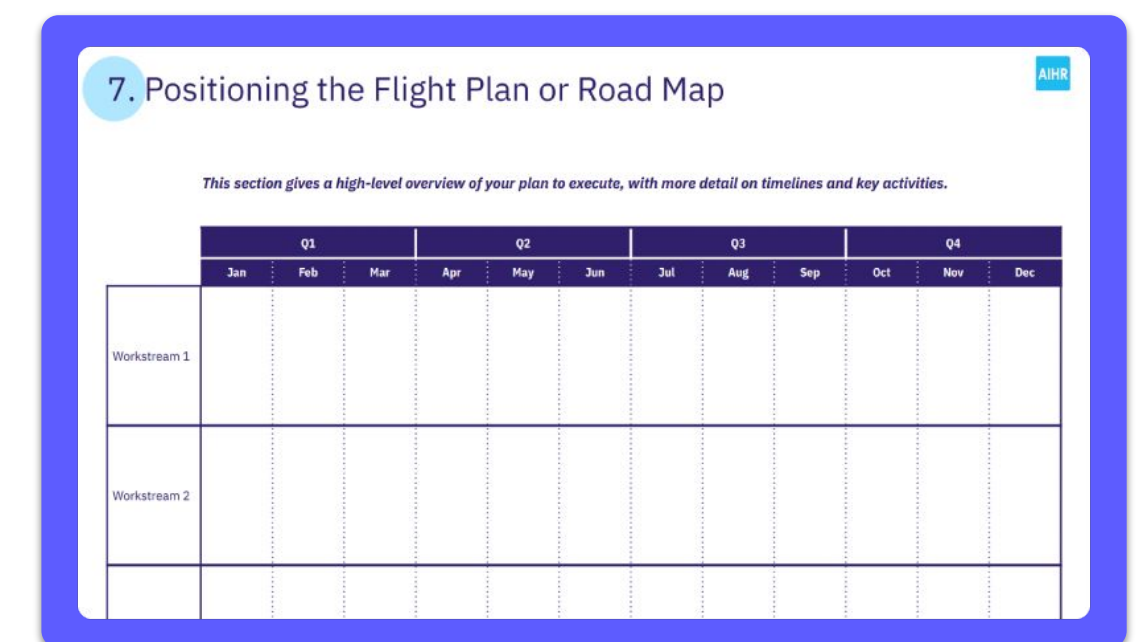 7. Positioning the Flight Plan or Road Map
AIHR
This section gives a high-level overview of your plan to execute, with more detail on timelines and key activities.
Q1 Q2 Q3 Q4
Jan Feb Mar Apr May Jun Jul Aug Sep Oct Nov Dec
Workstream 1
Workstream 2